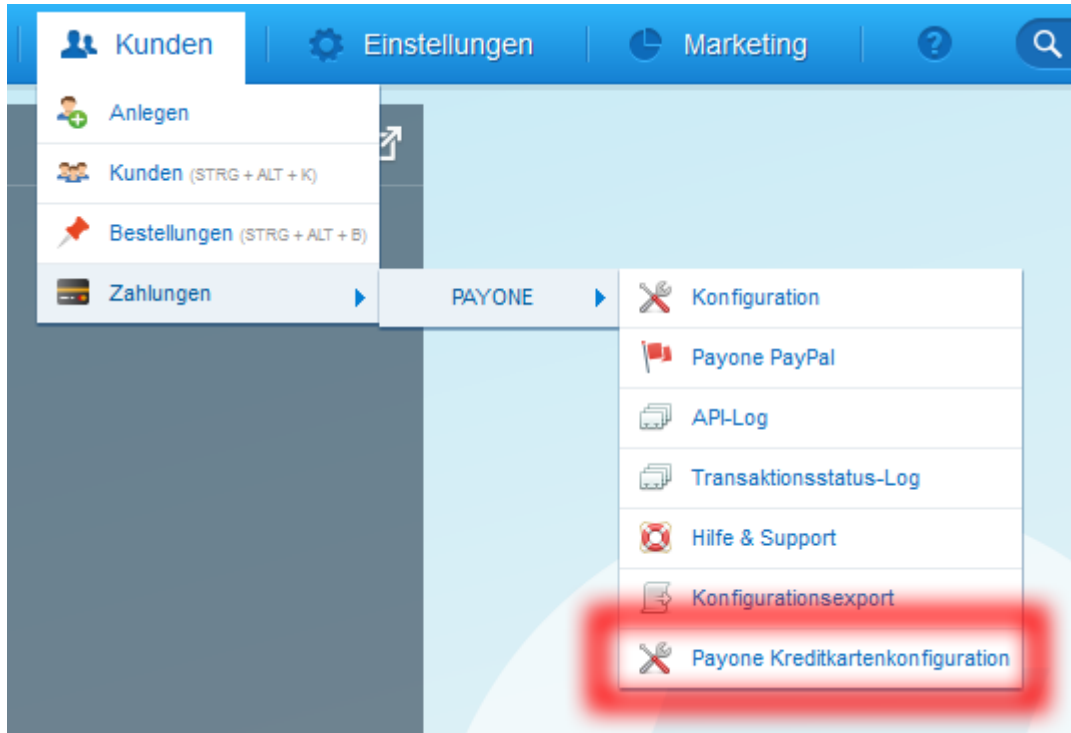 Kunden Einstellungen Marketing ?
Anlegen
Kunden (STRG + ALT + K)
Bestellungen (STRG + ALT + B)
Zahlungen PAYONE Konfiguration
Payone PayPal
API-Log
Transaktionsstatus-Log
Hilfe & Support
Konfigurationsexport
Payone Kreditkartenkonfiguration